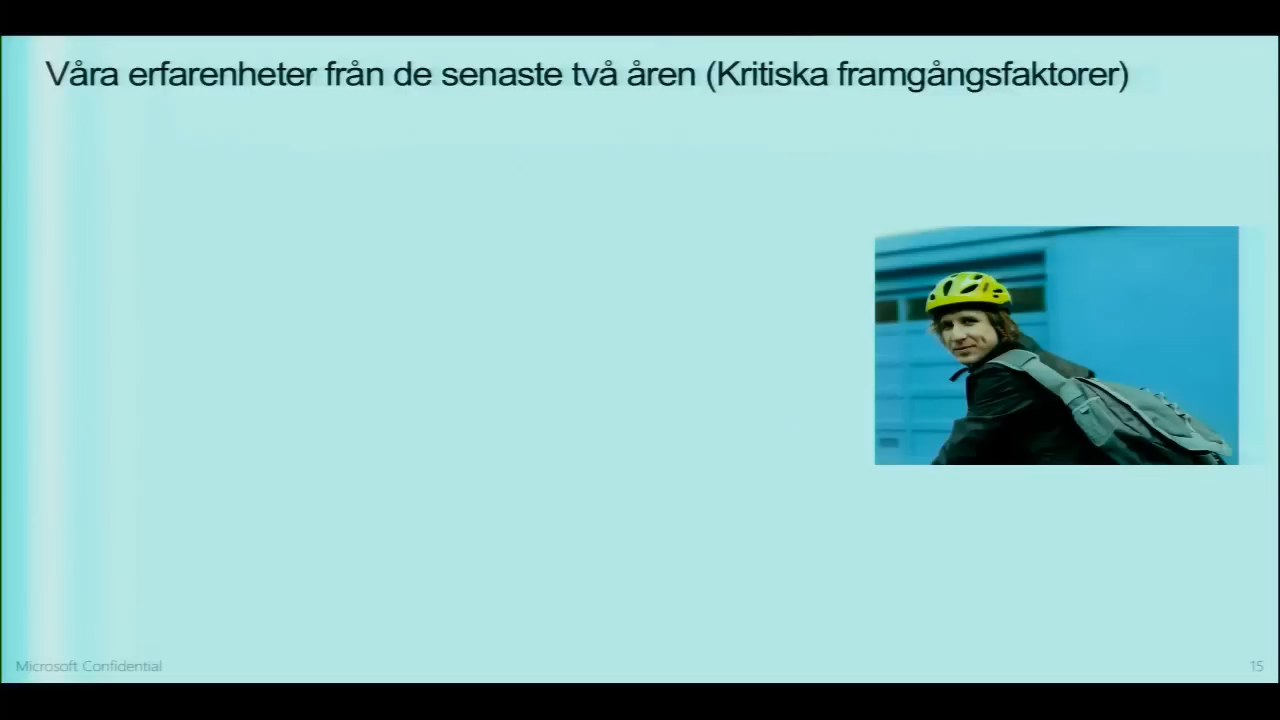 Våra erfarenheter från de senaste två åren (Kritiska framgångsfaktorer)
Microsoft Confidential
15